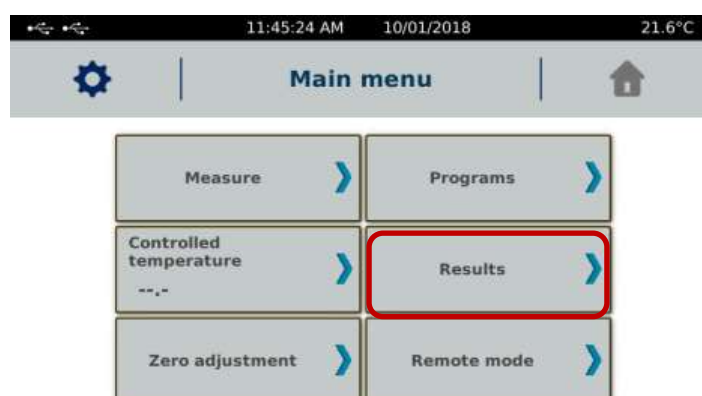 11:45:24 AM 10/01/2018 21.6°C
Main menu
Measure
Programs
Controlled
temperature
--.-
Results
Zero adjustment
Remote mode